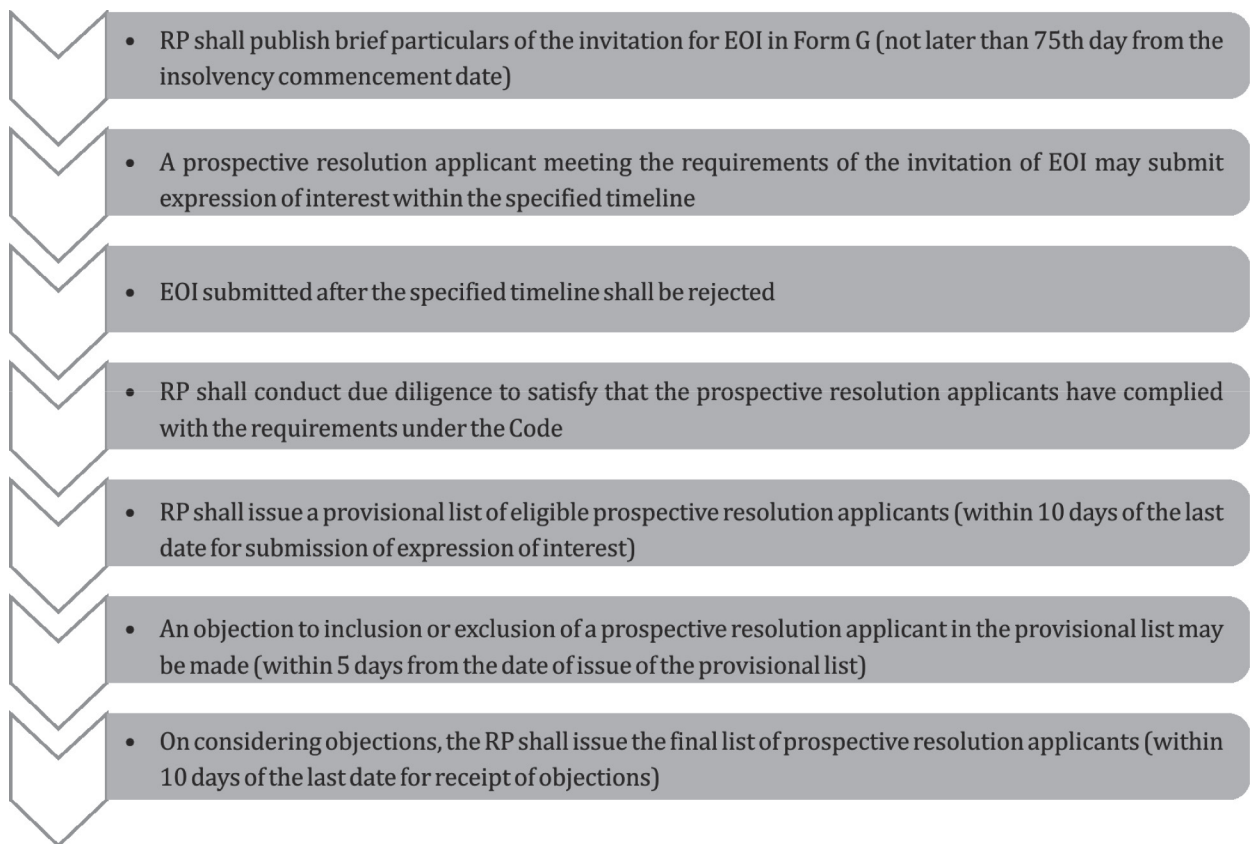 • RP shall publish brief particulars of the invitation for EOI in Form G (not later than 75th day from the
insolvency commencement date)
• A prospective resolution applicant meeting the requirements of the invitation of EOI may submit
expression of interest within the specified timeline
• EOI submitted after the specified timeline shall be rejected
• RP shall conduct due diligence to satisfy that the prospective resolution applicants have complied
with the requirements under the Code
• RP shall issue a provisional list of eligible prospective resolution applicants (within 10 days of the last
date for submission of expression of interest)
• An objection to inclusion or exclusion of a prospective resolution applicant in the provisional list may
be made (within 5 days from the date of issue of the provisional list)
• On considering objections, the RP shall issue the final list of prospective resolution applicants (within
10 days of the last date for receipt of objections)